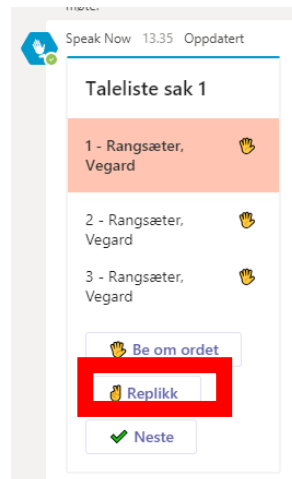 møte.
Speak Now 13.35 Oppdatert
Taleliste sak 1
1 - Rangsæter,
Vegard
2 - Rangsæter,
Vegard
3 - Rangsæter,
Vegard
Be om ordet
Replikk
Neste